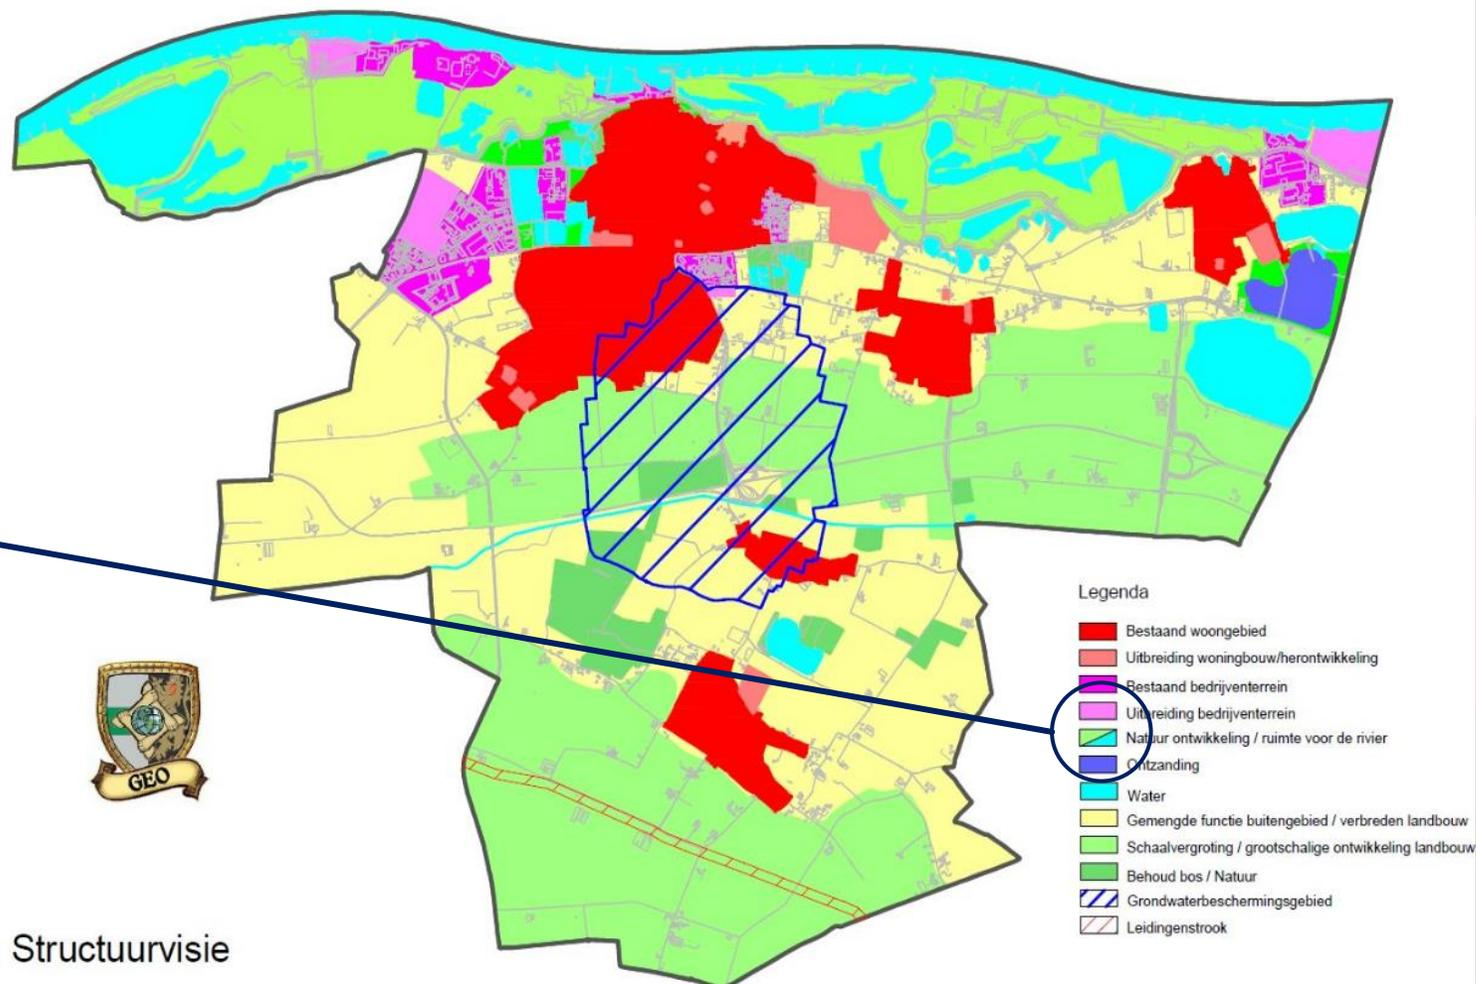 GEO
Structuurvisie
Legenda
Bestaand woongebied
Uitbreiding woningbouw/herontwikkeling
Bestaand bedrijventerrein
Uitbreiding bedrijventerrein
Natuur ontwikkeling / ruimte voor de rivier
Ontzanding
Water
Gemengde functie buitengebied / verbreden landbouw
Schaalvergroting / grootschalige ontwikkeling landbouw
Behoud bos / Natuur
Grondwaterbeschermingsgebied
Leidingenstrook